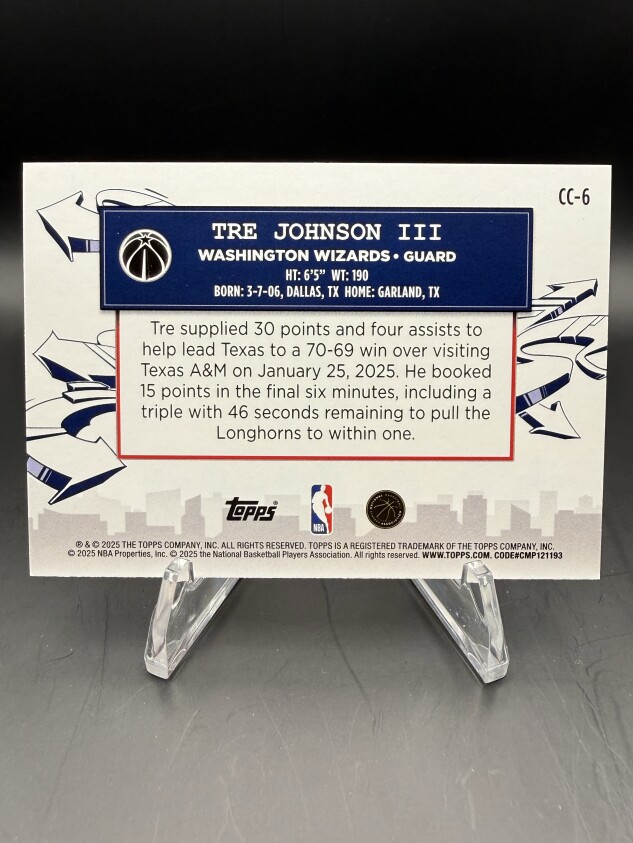 CC-6
TRE JOHNSON III
WASHINGTON WIZARDS • GUARD
HT: 6'5" WT: 190
BORN: 3-7-06, DALLAS, TX HOME: GARLAND, TX
Tre supplied 30 points and four assists to
help lead Texas to a 70-69 win over visiting
Texas A&M on January 25, 2025. He booked
15 points in the final six minutes, including a
triple with 46 seconds remaining to pull the
Longhorns to within one.
Topps®
NBA
® & © 2025 THE TOPPS COMPANY, INC. ALL RIGHTS RESERVED. TOPPS IS A REGISTERED TRADEMARK OF THE TOPPS COMPANY, INC.
© 2025 NBA Properties, Inc. © 2025 the National Basketball Players Association. All rights reserved. WWW.TOPPS.COM. CODE#CMP121193